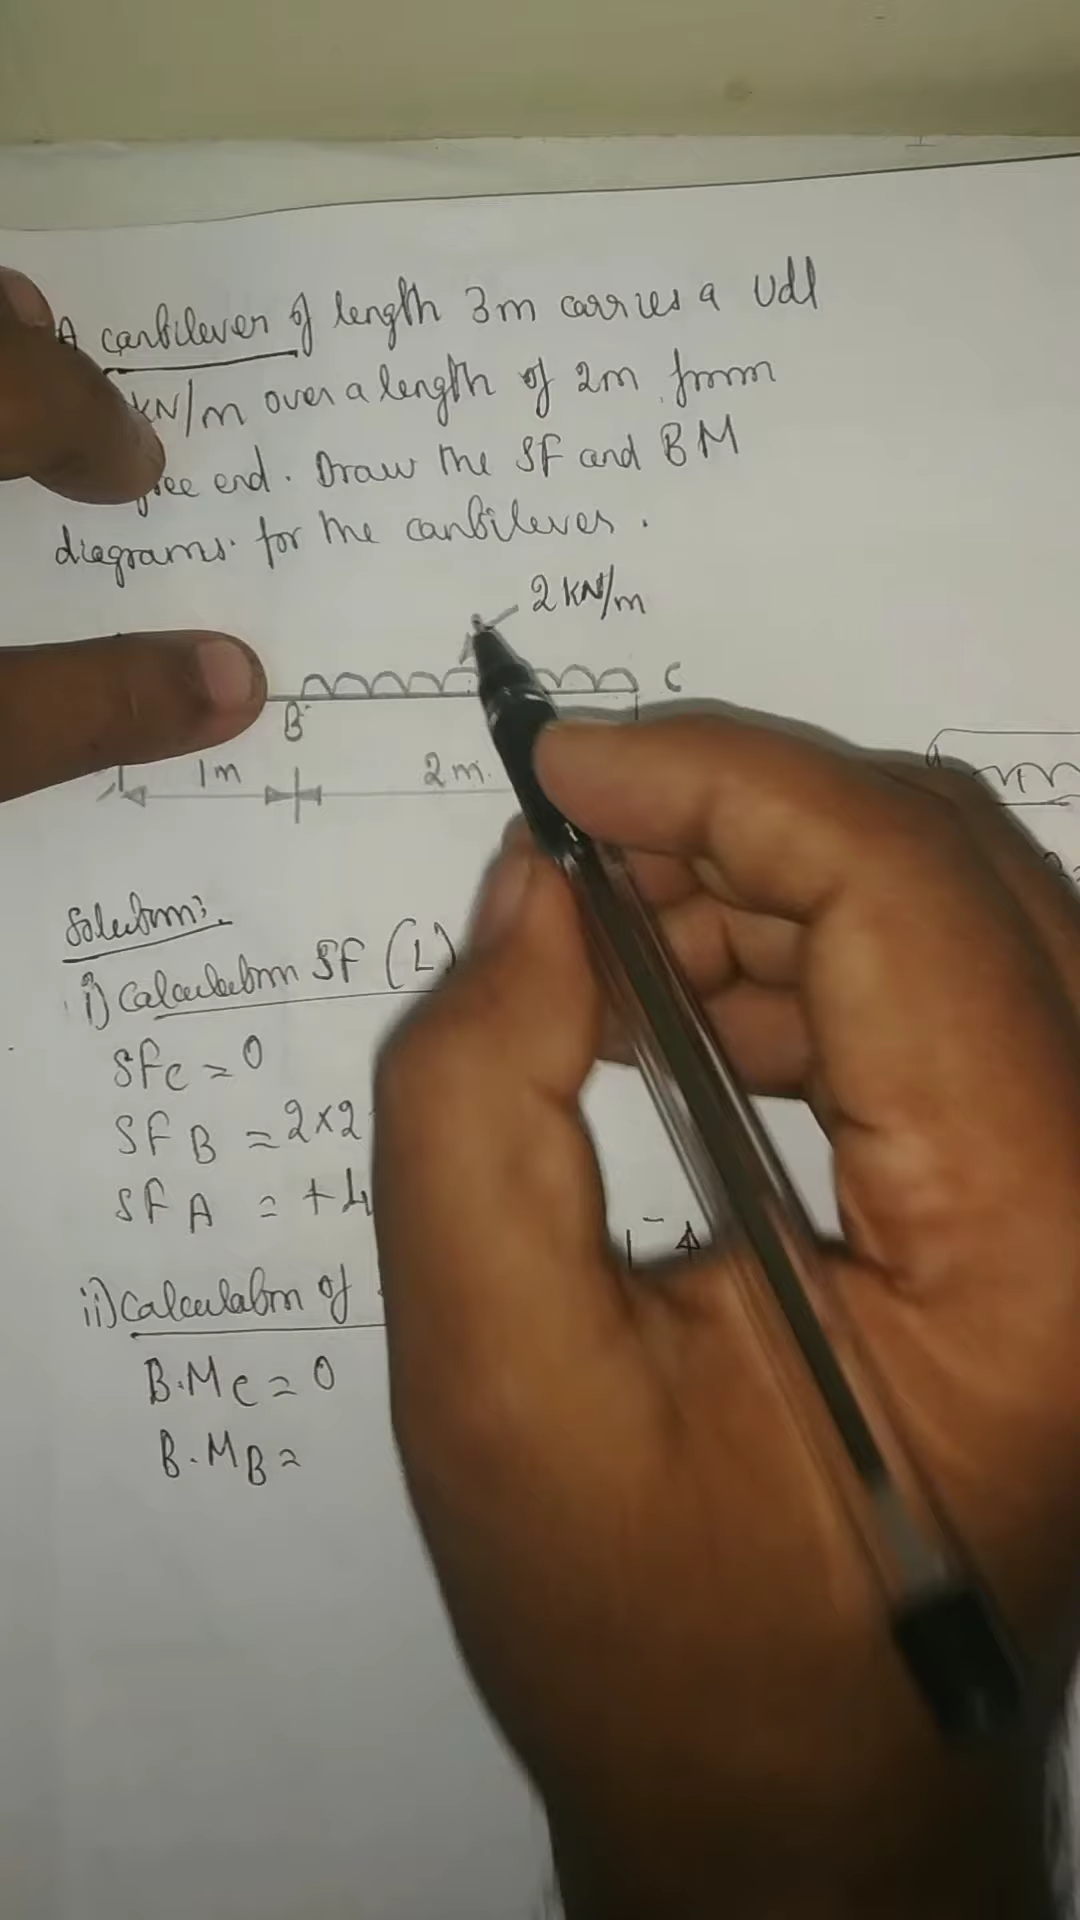 A cantilever of length 3m carries a Udl
KN/m over a length of 2m from
free end. Draw the SF and BM
diagrams for the cantilever.
2 KN/m
B
C
1m
2m.
Solution:
i) Calculation SF (L)
SFC = 0
SF B = 2×2
SF A = +4
ii) Calculation of
B.MC = 0
B.MB =